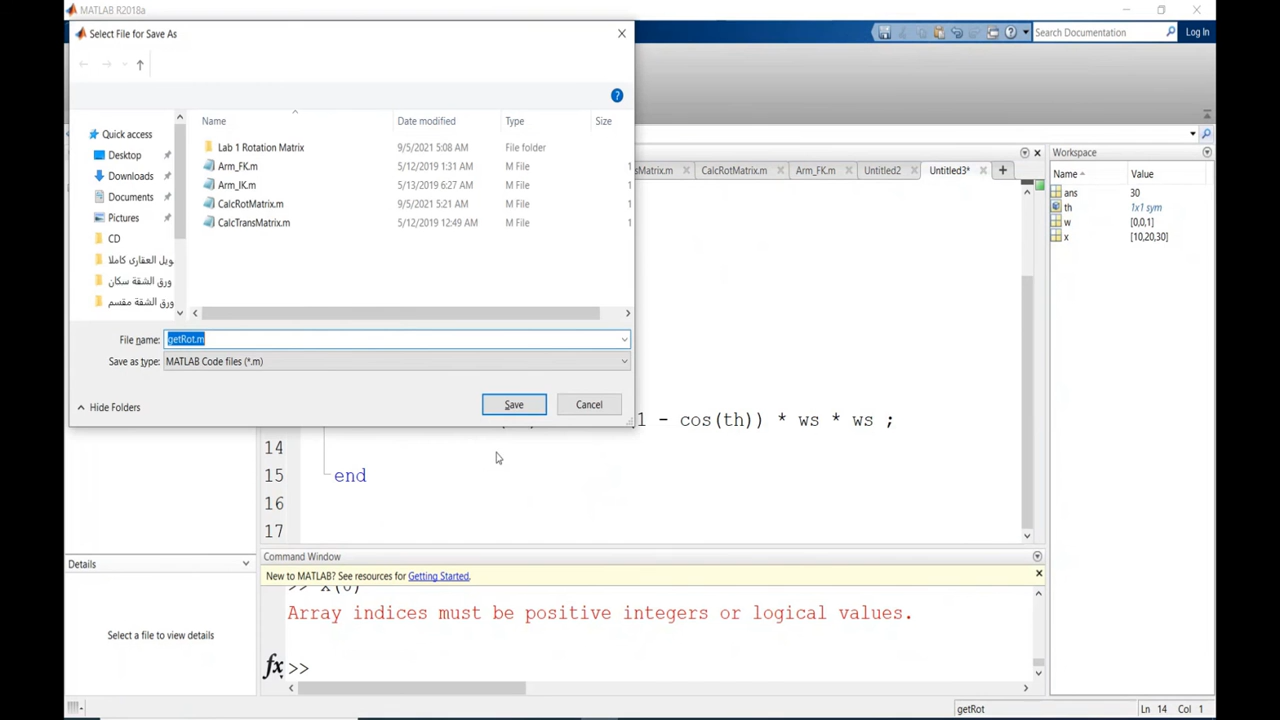 MATLAB R2018a
Select File for Save As
Search Documentation
Log In
Name
Date modified
Type
Size
Quick access
Desktop
Downloads
Documents
Pictures
CD
ويل العقارى كاملا
ورق الشقة سكان
ورق الشقة مقسم
Lab 1 Rotation Matrix 9/5/2021 5:08 AM File folder
Arm_FK.m 5/12/2019 1:31 AM M File 1
Arm_IK.m 5/13/2019 6:27 AM M File 1
CalcRotMatrix.m 9/5/2021 5:21 AM M File 1
CalcTransMatrix.m 5/12/2019 12:49 AM M File 1
File name: getRot.m
Save as type: MATLAB Code files (*.m)
Hide Folders
Save
Cancel
sMatrix.m
CalcRotMatrix.m
Arm_FK.m
Untitled2
Untitled3*
Workspace
Name Value
ans 30
th 1x1 sym
w [0,0,1]
x [10,20,30]
1 - cos(th)) * ws * ws ;
14
15 end
16
17
Details
Select a file to view details
Command Window
New to MATLAB? See resources for Getting Started.
>> x(0)
Array indices must be positive integers or logical values.
fx >>
getRot
Ln 14 Col 1